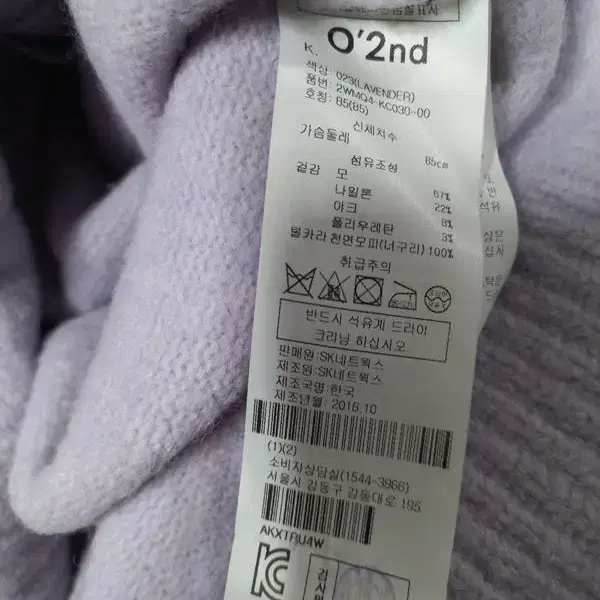 K. O'2nd
색상: 023(LAVENDER)
품번: 2WMQ4-KC030-00
호칭: 85(85)
신체치수
가슴둘레 85cm
섬유조성
겉감 모 67%
나일론 22%
아크 8%
폴리우레탄 3%
털카라 천연모피(너구리) 100%
취급주의
반드시 석유계 드라이
크리닝 하십시오
판매원:SK네트웍스
제조원:SK네트웍스
제조국명:한국
제조년월:2016.10
(1)(2)
소비자상담실(1544-3966)
서울시 강동구 강동대로 195
AKXTRU4W